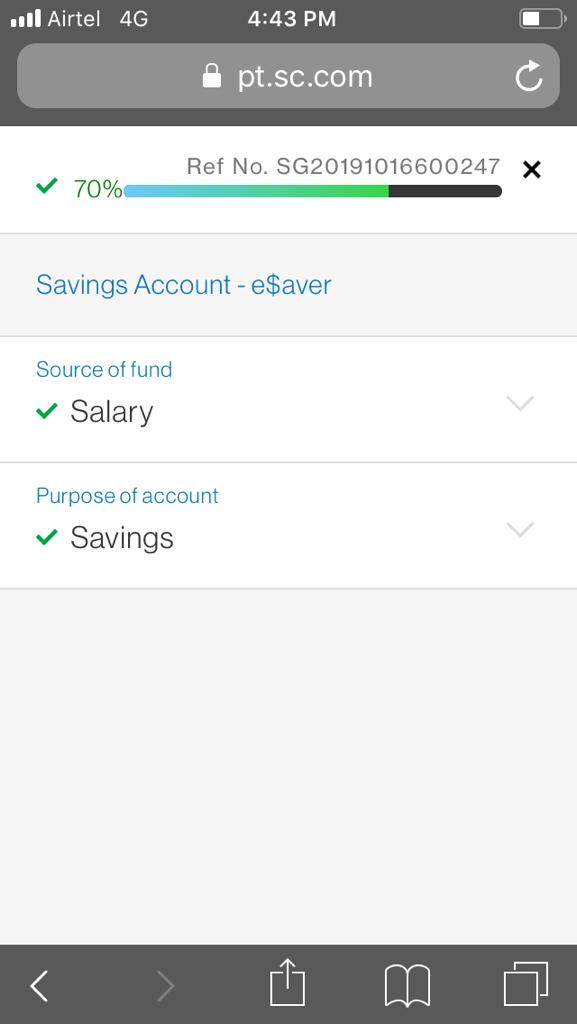 Airtel 4G 4:43 PM
pt.sc.com
Ref No. SG20191016600247
70%
Savings Account - e$aver
Source of fund
Salary
Purpose of account
Savings